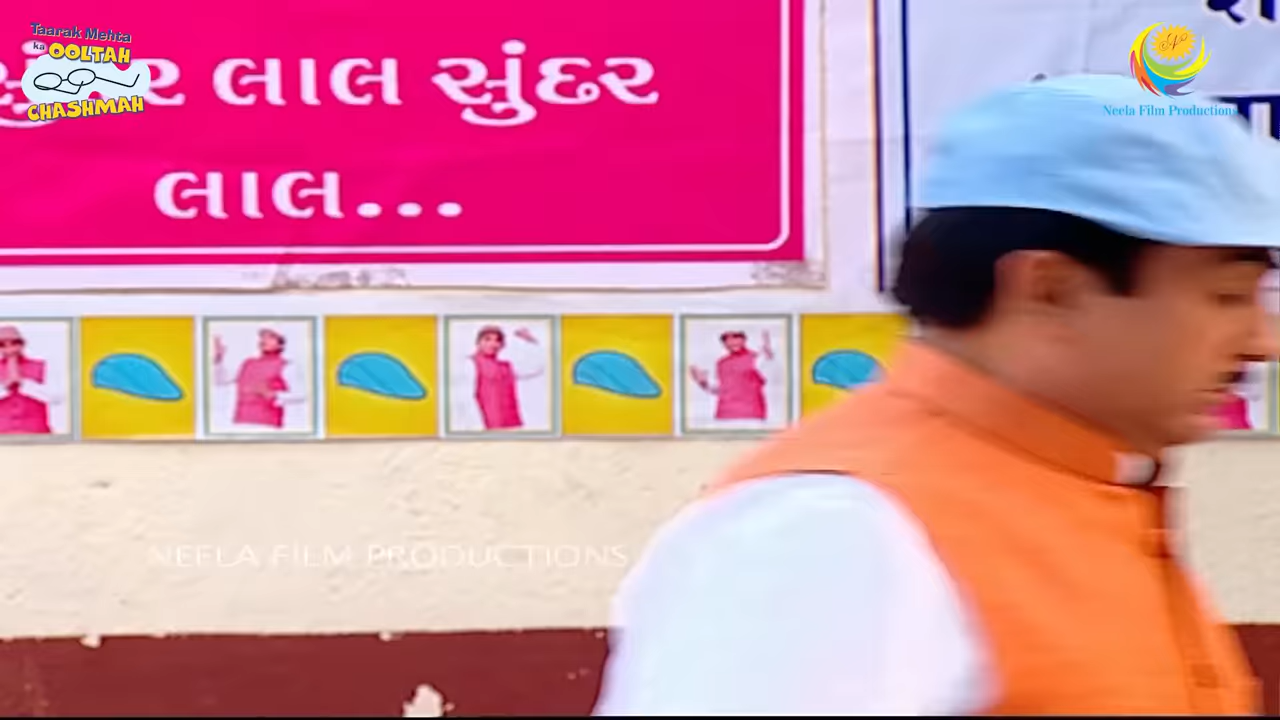 Taarak Mehta
ka OOLTAH
CHASHMAH
Neela Film Productions
લાલ સુંદર
લાલ...
NEELA FILM PRODUCTIONS